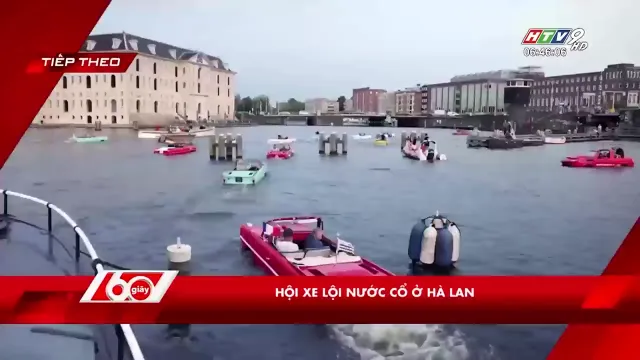 TIẾP THEO
HTV9
HD
06:46:06
60
giây
HỘI XE LỘI NƯỚC CỔ Ở HÀ LAN